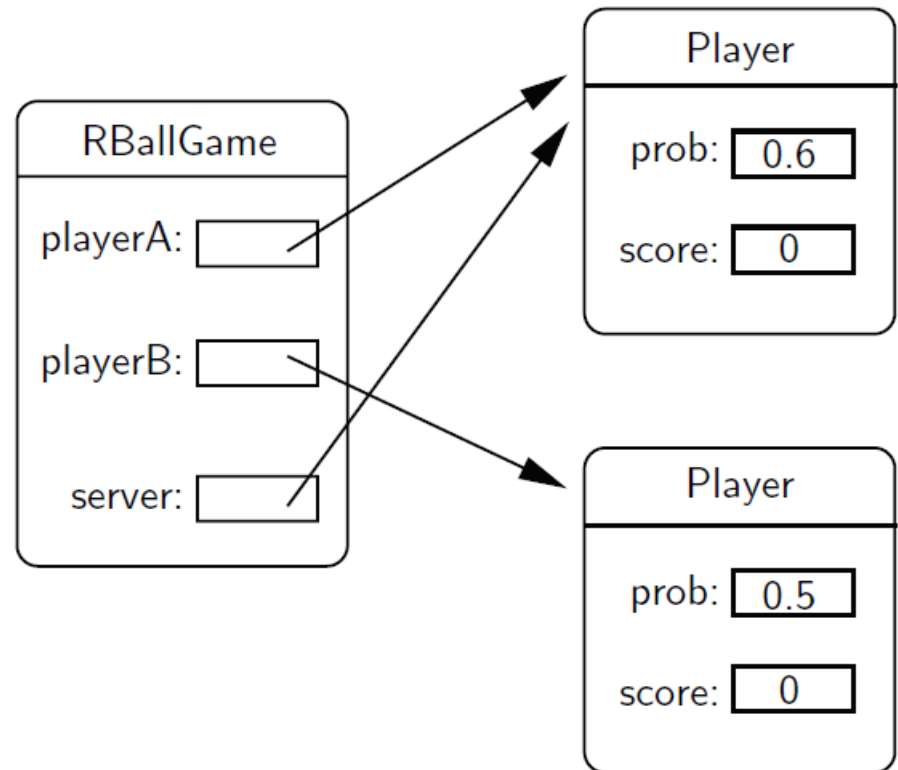 RBallGame
playerA:
playerB:
server:
Player
prob: 0.6
score: 0
Player
prob: 0.5
score: 0